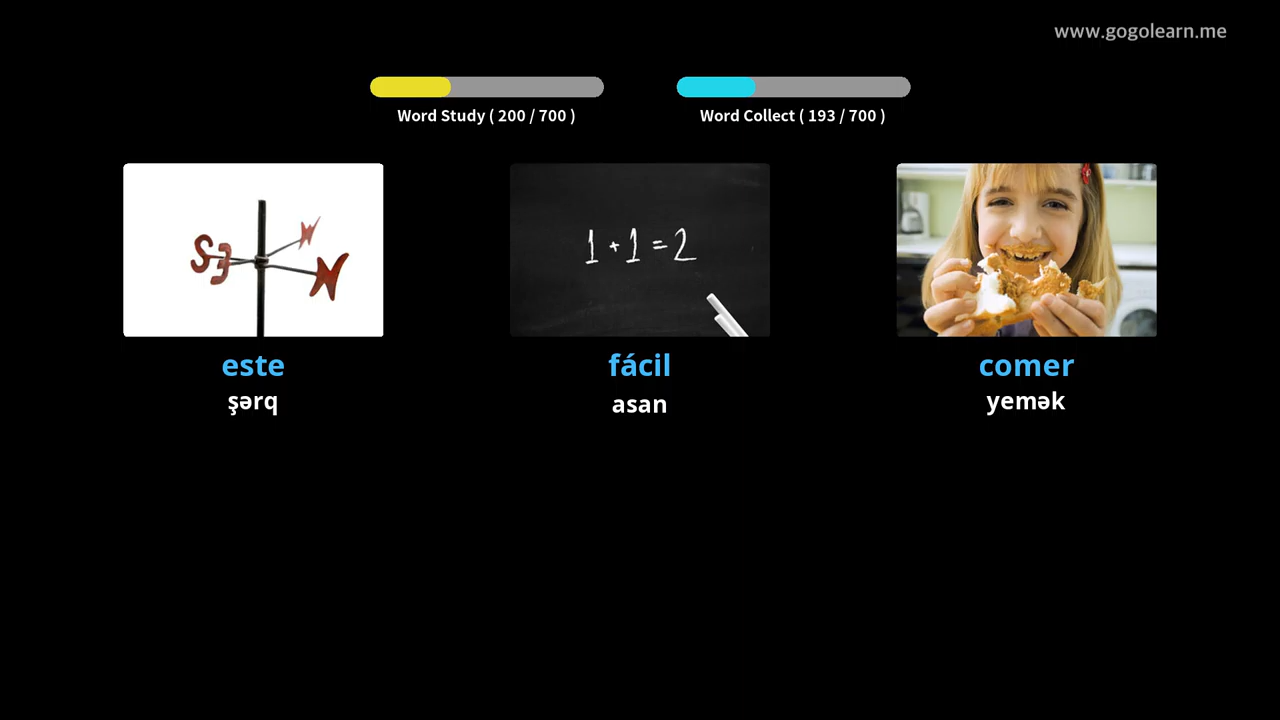 www.gogolearn.me
Word Study ( 200 / 700 )
Word Collect ( 193 / 700 )
S E N
1 + 1 = 2
este
fácil
comer
şərq
asan
yemək